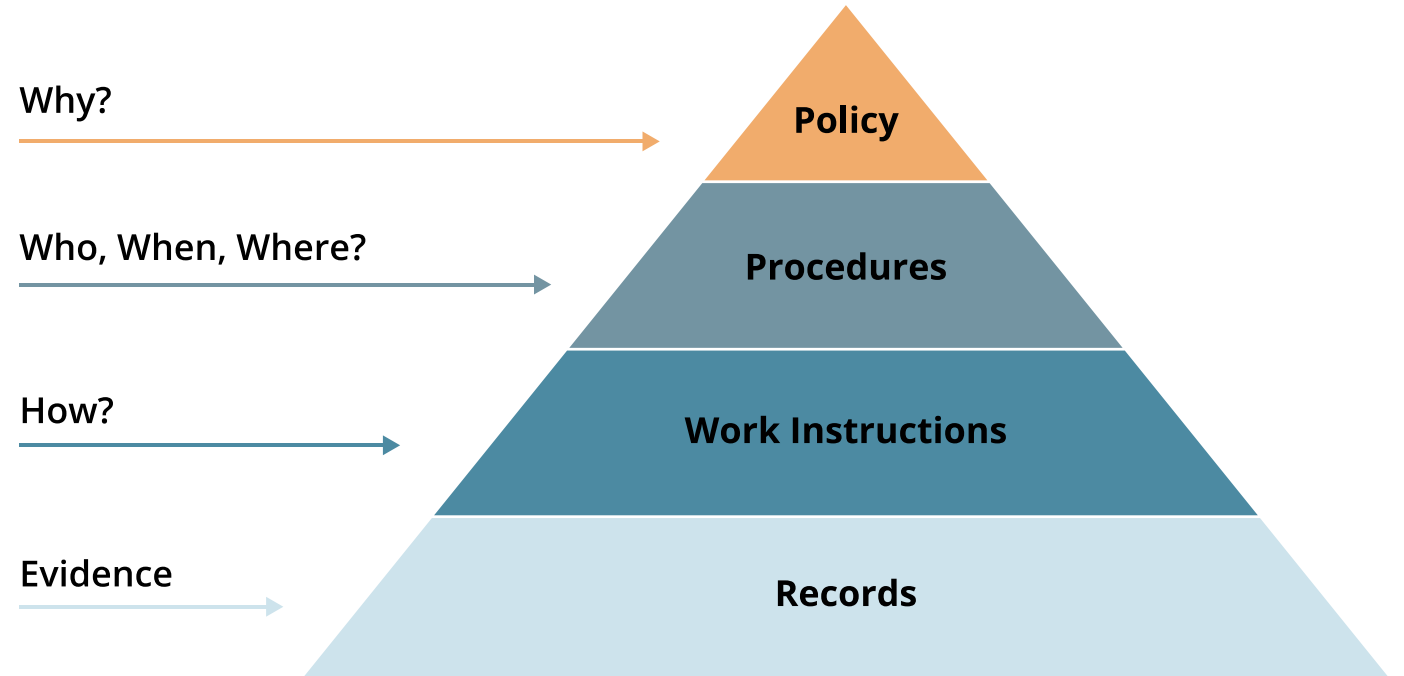 Why?
Policy
Who, When, Where?
Procedures
How?
Work Instructions
Evidence
Records